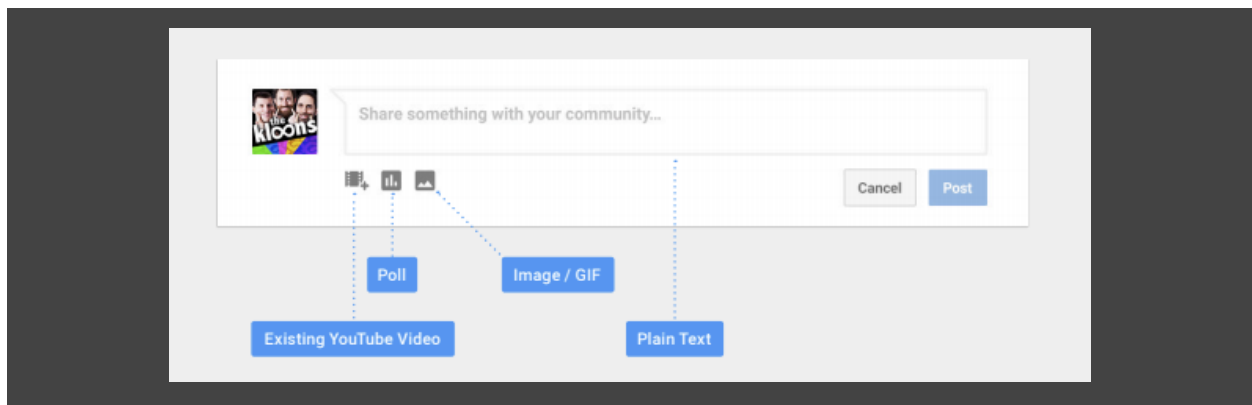 the
kloons
Share something with your community...
Cancel
Post
Poll
Image / GIF
Existing YouTube Video
Plain Text